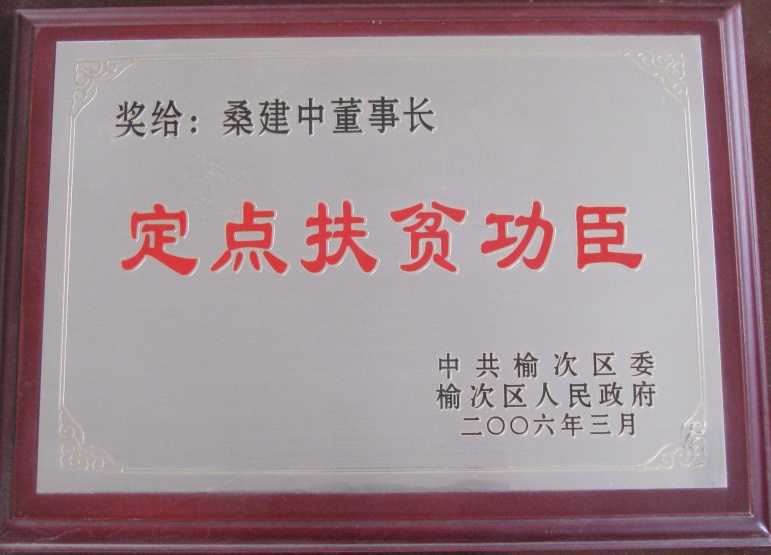 奖给：桑建中董事长
定点扶贫功臣
中共榆次区委
榆次区人民政府
二〇〇六年三月